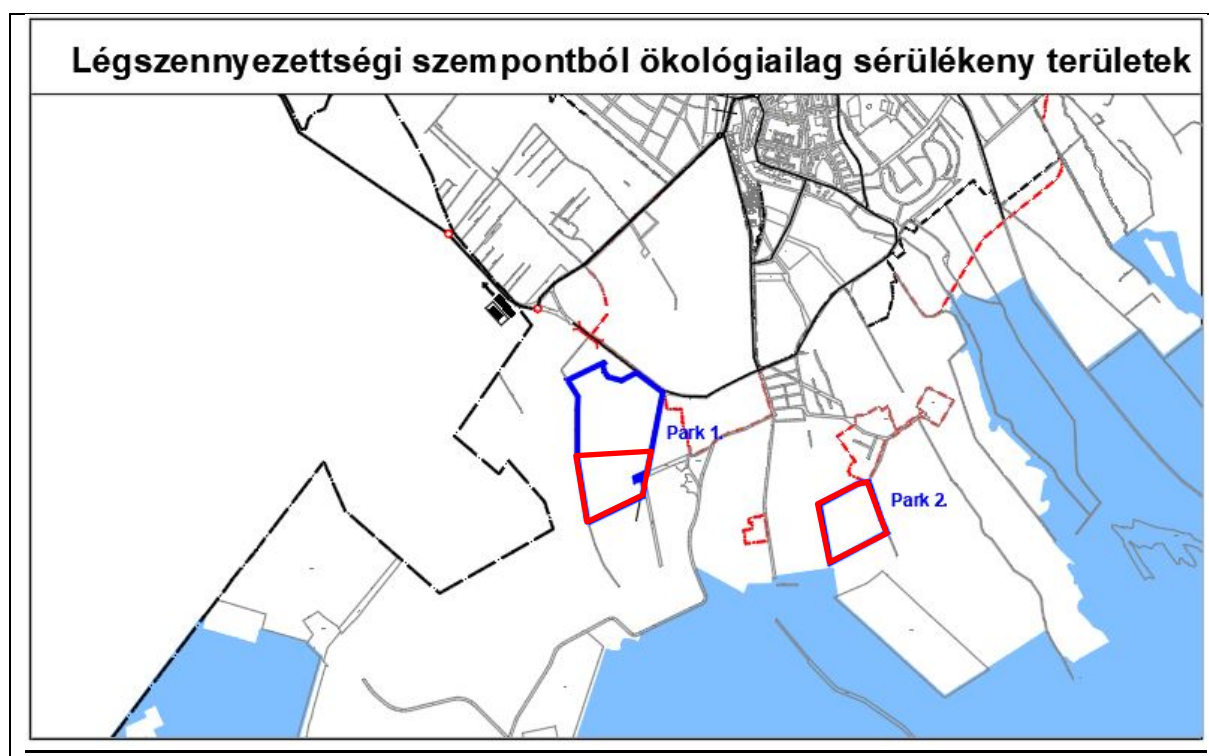 Légszennyezettségi szempontból ökológiailag sérülékeny területek
Park 1.
Park 2.